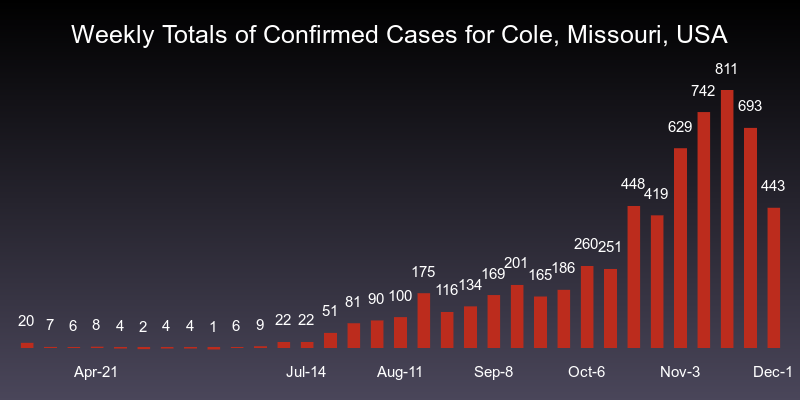 Weekly Totals of Confirmed Cases for Cole, Missouri, USA
20 7 6 8 4 2 4 4 1 6 9 22 22 51 81 90 100 175 116 134 169 201 165 186 260 251 448 419 629 742 811 693 443
Apr-21 Jul-14 Aug-11 Sep-8 Oct-6 Nov-3 Dec-1